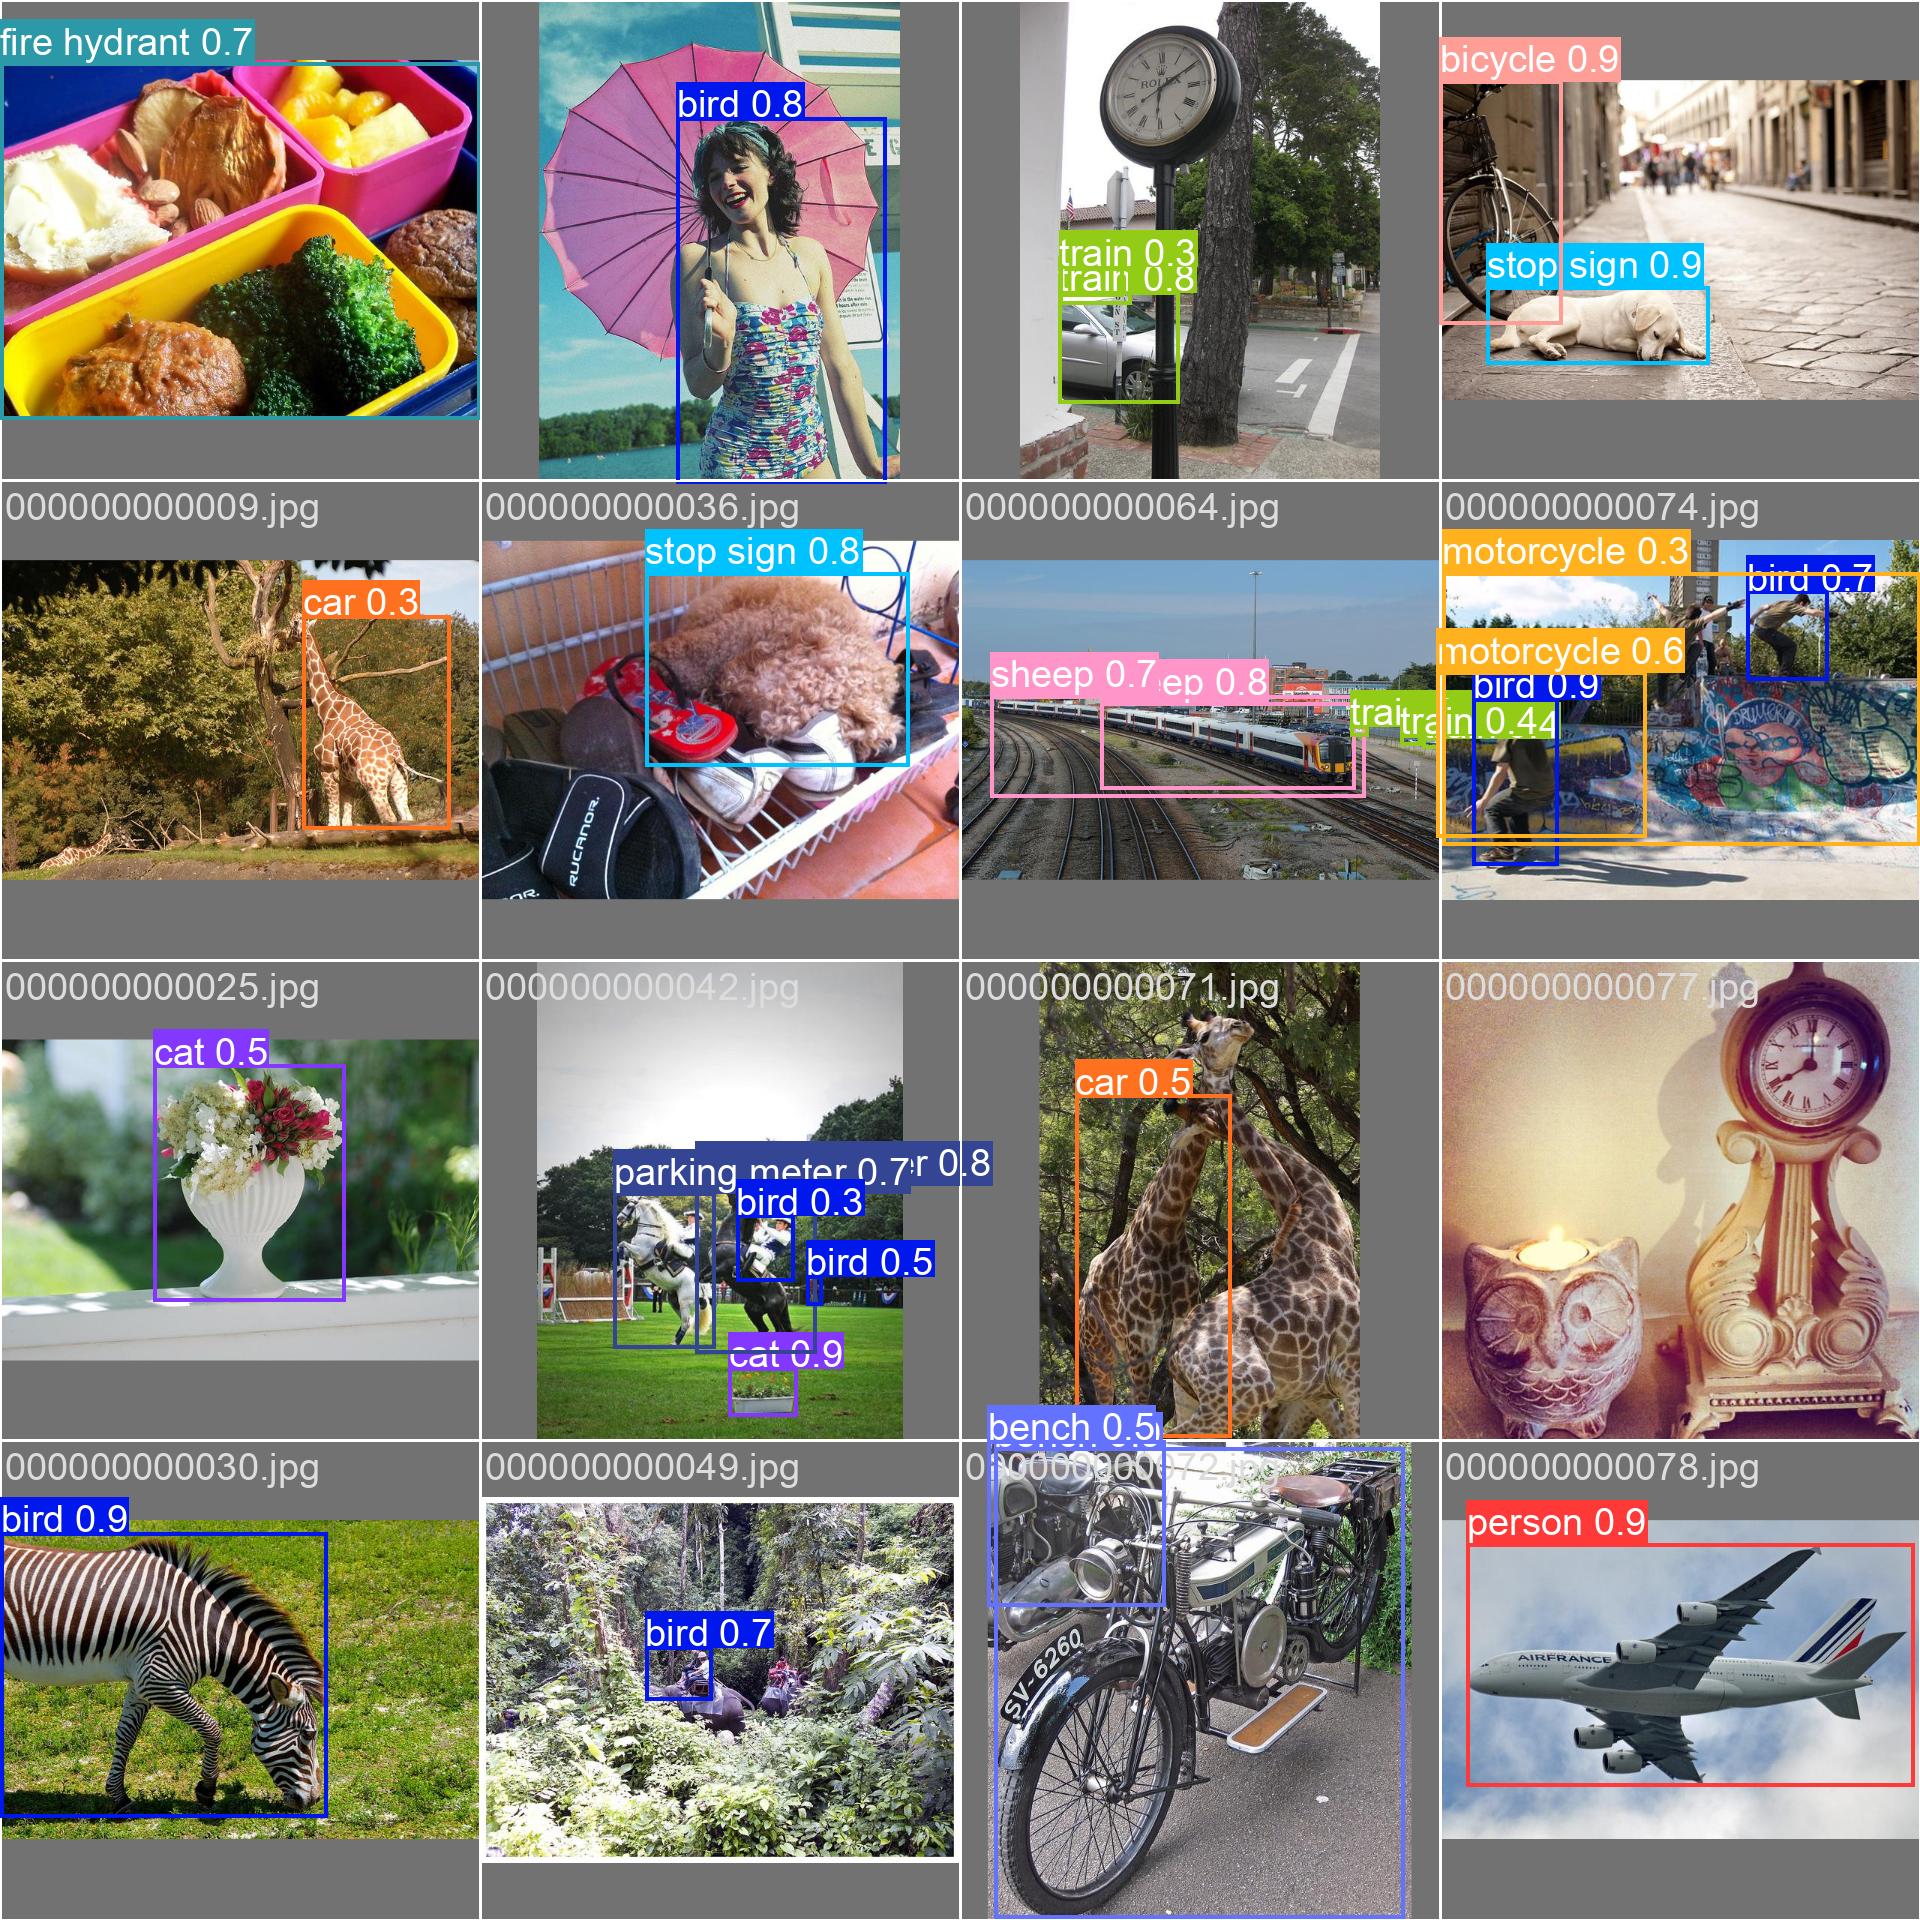 fire hydrant 0.7
bird 0.8
ROLEX
train 0.3
train 0.8
bicycle 0.9
stop sign 0.9
000000000009.jpg
000000000036.jpg
000000000064.jpg
000000000074.jpg
car 0.3
stop sign 0.8
RUCANOR.
sheep 0.7
eep 0.8
trai
train 0.44
motorcycle 0.3
bird 0.7
motorcycle 0.6
bird 0.9
000000000025.jpg
000000000042.jpg
000000000071.jpg
000000000077.jpg
cat 0.5
parking meter 0.7
r 0.8
bird 0.3
bird 0.5
cat 0.9
car 0.5
bench 0.5
000000000030.jpg
000000000049.jpg
000000000072.jpg
000000000078.jpg
bird 0.9
bird 0.7
SV-6260
person 0.9
AIRFRANCE